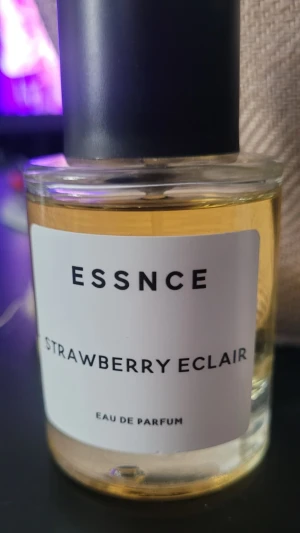 ESSNCE
STRAWBERRY ECLAIR
EAU DE PARFUM